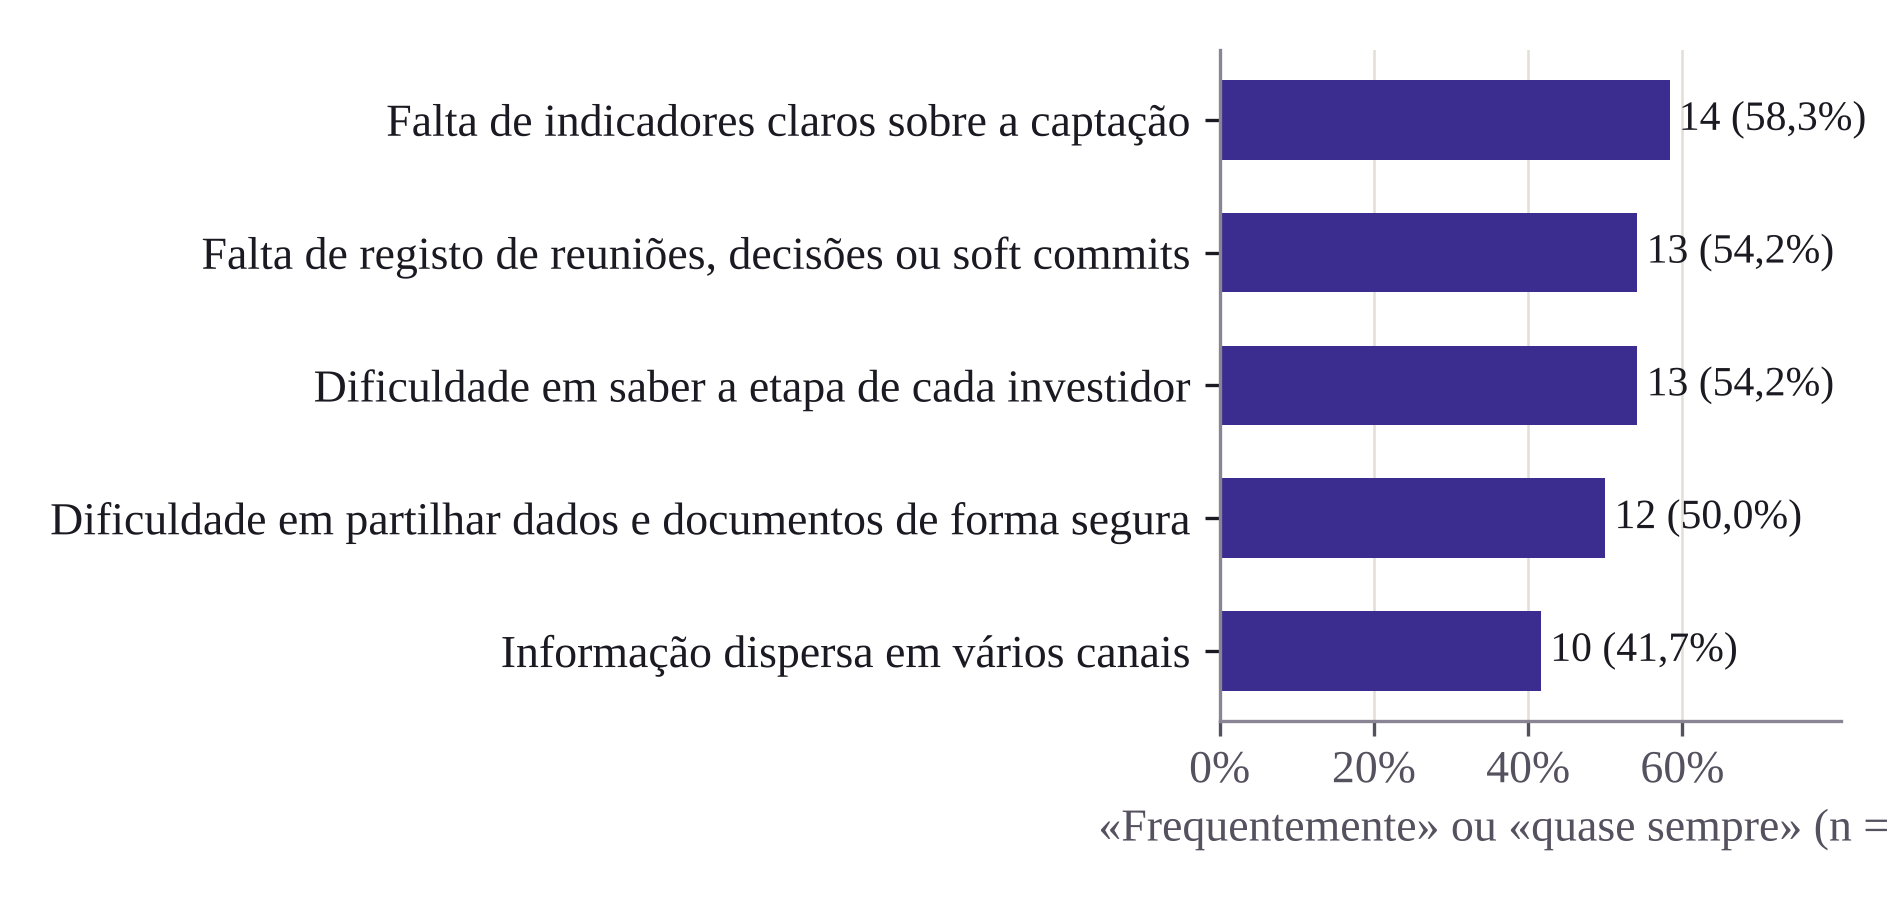 Falta de indicadores claros sobre a captação 14 (58,3%)
Falta de registo de reuniões, decisões ou soft commits 13 (54,2%)
Dificuldade em saber a etapa de cada investidor 13 (54,2%)
Dificuldade em partilhar dados e documentos de forma segura 12 (50,0%)
Informação dispersa em vários canais 10 (41,7%)
0% 20% 40% 60%
«Frequentemente» ou «quase sempre» (n =